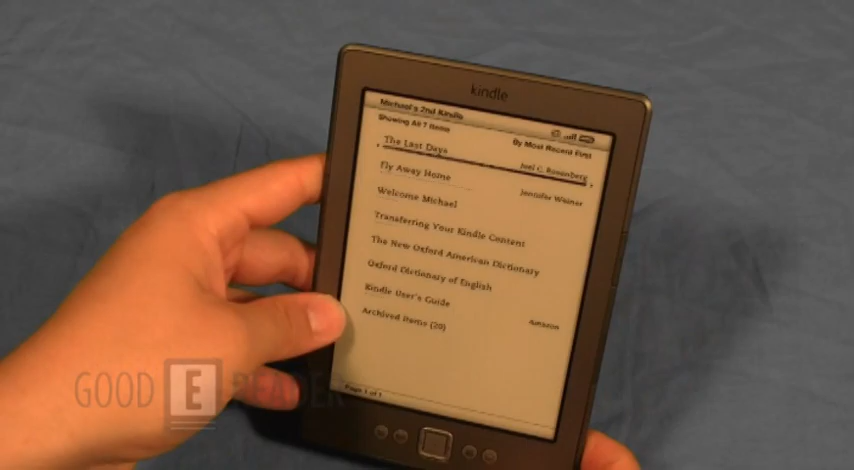 kindle
Michael's 2nd Kindle
Showing All 7 Items By Most Recent First
The Last Days Joel C. Rosenberg
Fly Away Home Jennifer Weiner
Welcome Michael
Transferring Your Kindle Content
The New Oxford American Dictionary
Oxford Dictionary of English
Kindle User's Guide Amazon
Archived Items (20)
Page 1 of 1
GOOD E READER